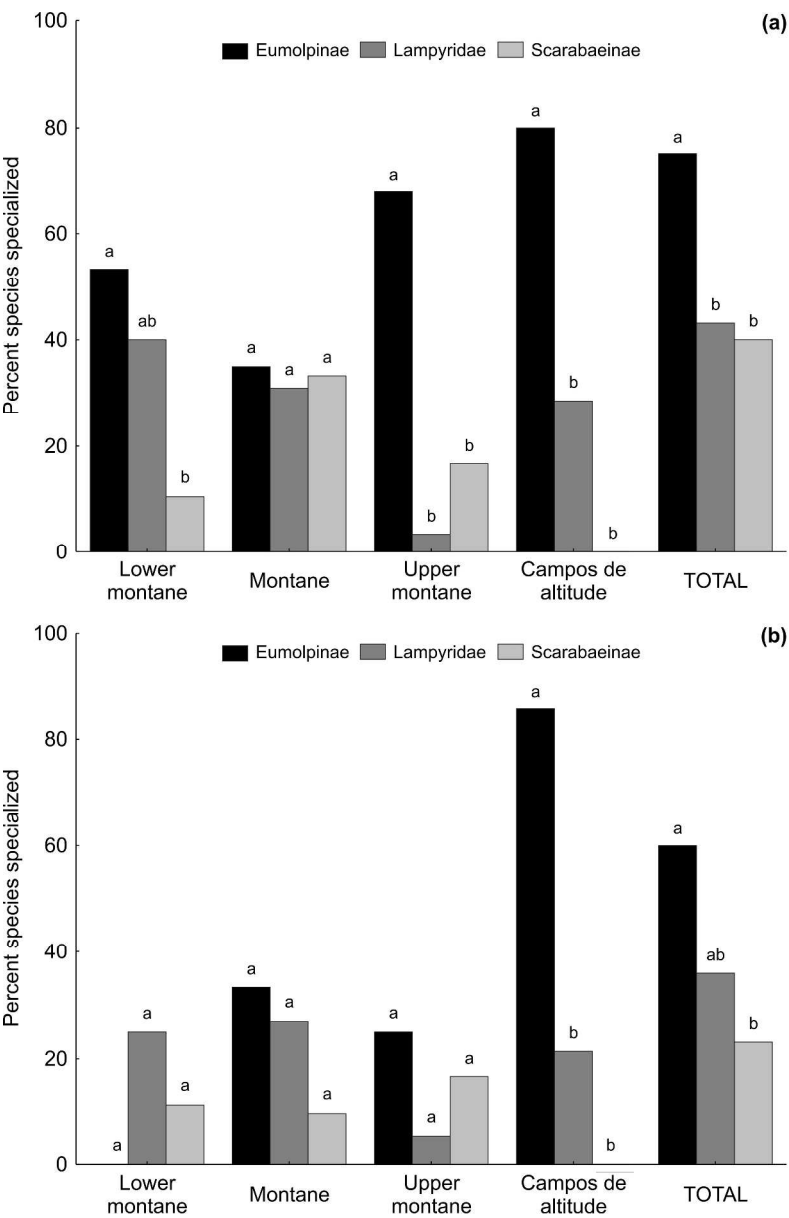 100
(a)
Eumolpinae Lampyridae Scarabaeinae
a
80
a
a
60
a
Percent species specialized
ab
b b
40
a a a
b
20
b
b
b
b
0
Lower montane
Montane
Upper montane
Campos de altitude
TOTAL
100
(b)
Eumolpinae Lampyridae Scarabaeinae
a
80
a
60
Percent species specialized
40
ab
a
a
a
a
b
b
20
a
a
a
a
a
b
0
Lower montane
Montane
Upper montane
Campos de altitude
TOTAL